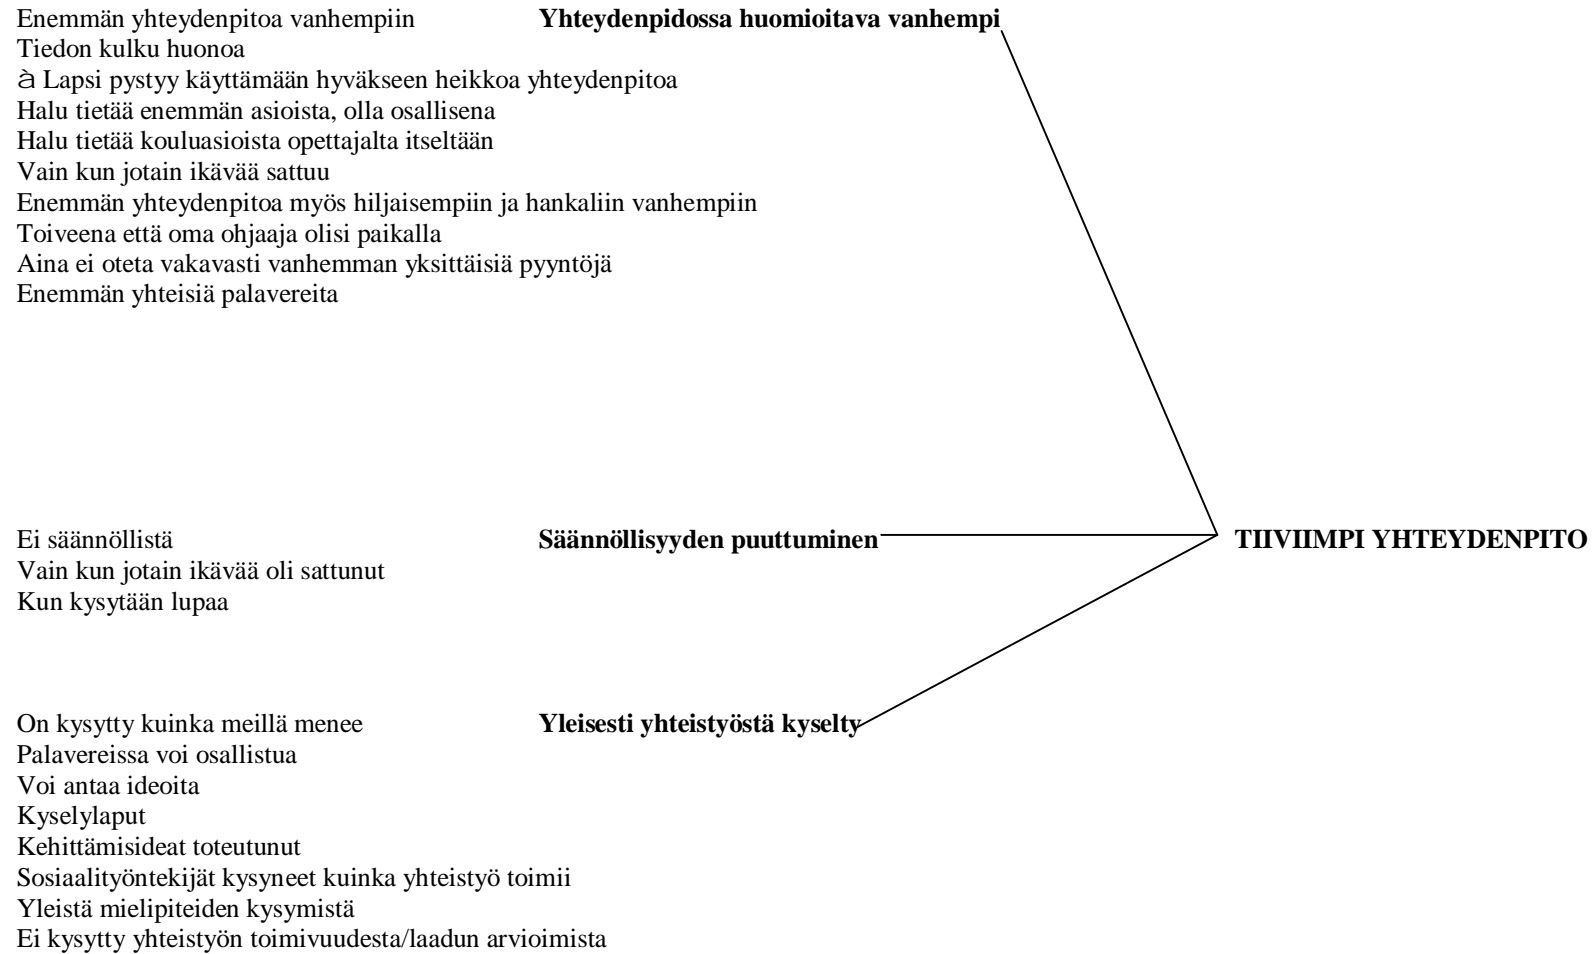 Enemmän yhteydenpitoa vanhempiin Yhteydenpidossa huomioitava vanhempi
Tiedon kulku huonoa
à Lapsi pystyy käyttämään hyväkseen heikkoa yhteydenpitoa
Halu tietää enemmän asioista, olla osallisena
Halu tietää kouluasioista opettajalta itseltään
Vain kun jotain ikävää sattuu
Enemmän yhteydenpitoa myös hiljaisempiin ja hankaliin vanhempiin
Toiveena että oma ohjaaja olisi paikalla
Aina ei oteta vakavasti vanhemman yksittäisiä pyyntöjä
Enemmän yhteisiä palavereita
Ei säännöllistä Säännöllisyyden puuttuminen TIIVIIMPI YHTEYDENPITO
Vain kun jotain ikävää oli sattunut
Kun kysytään lupaa
On kysytty kuinka meillä menee Yleisesti yhteistyöstä kyselty
Palavereissa voi osallistua
Voi antaa ideoita
Kyselylaput
Kehittämisideat toteutunut
Sosiaalityöntekijät kysyneet kuinka yhteistyö toimii
Yleistä mielipiteiden kysymistä
Ei kysytty yhteistyön toimivuudesta/laadun arvioimista